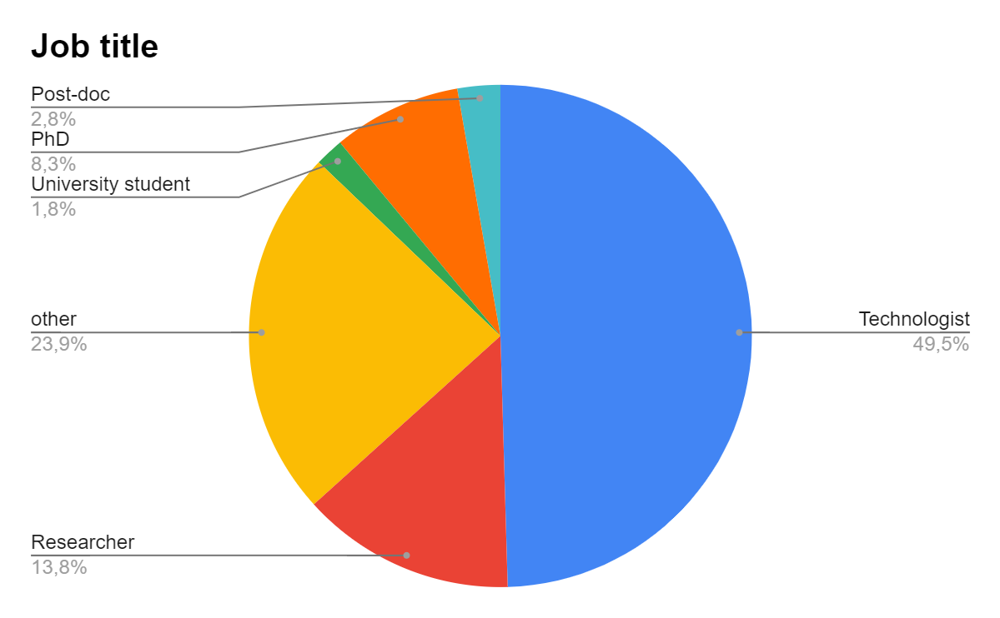 Job title
Post-doc
2,8%
PhD
8,3%
University student
1,8%
other
23,9%
Technologist
49,5%
Researcher
13,8%